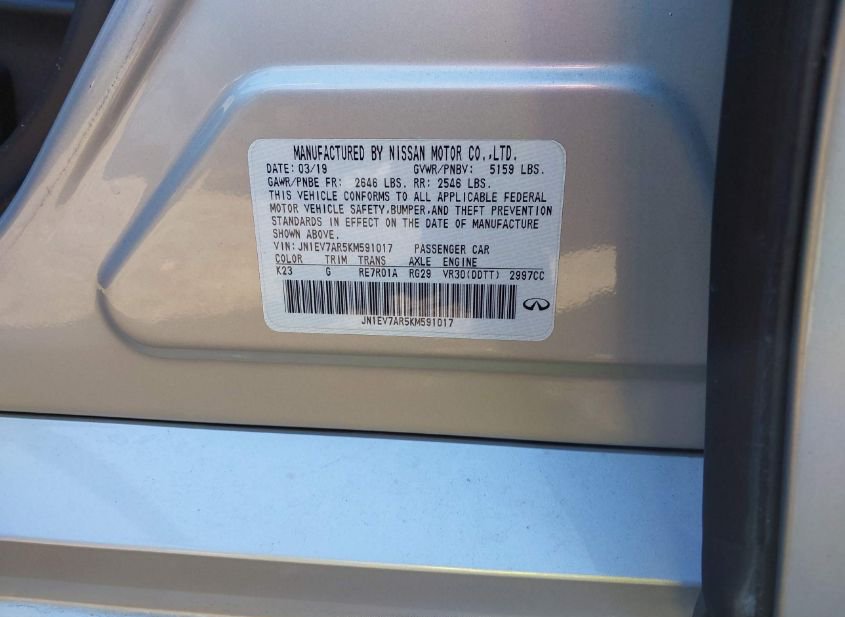 MANUFACTURED BY NISSAN MOTOR CO.,LTD.
DATE: 03/19 GVWR/PNBV: 5159 LBS.
GAWR/PNBE FR: 2646 LBS. RR: 2546 LBS.
THIS VEHICLE CONFORMS TO ALL APPLICABLE FEDERAL
MOTOR VEHICLE SAFETY,BUMPER,AND THEFT PREVENTION
STANDARDS IN EFFECT ON THE DATE OF MANUFACTURE
SHOWN ABOVE.
VIN: JN1EV7AR5KM591017 PASSENGER CAR
COLOR TRIM TRANS AXLE ENGINE
K23 G RE7R01A RG29 VR30(DDTT) 2997CC
JN1EV7AR5KM591017